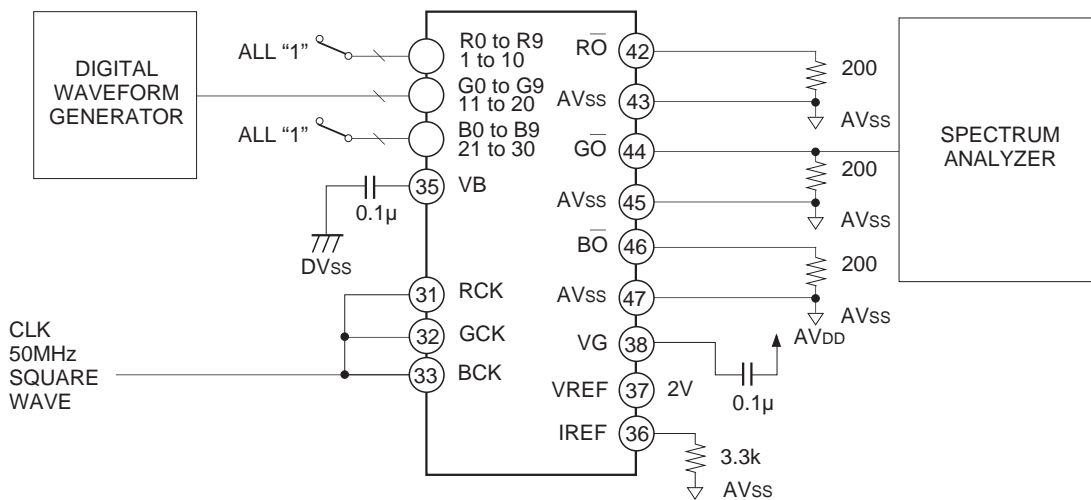 DIGITAL
WAVEFORM
GENERATOR
ALL “1”
ALL “1”
R0 to R9
1 to 10
G0 to G9
11 to 20
B0 to B9
21 to 30
35
VB
0.1µ
DVSS
31
RCK
32
GCK
33
BCK
CLK
50MHz
SQUARE
WAVE
RO
42
200
AVSS
43
AVSS
GO
44
200
AVSS
45
AVSS
BO
46
200
AVSS
47
AVSS
AVDD
VG
38
0.1µ
VREF
37
2V
IREF
36
3.3k
AVSS
SPECTRUM
ANALYZER